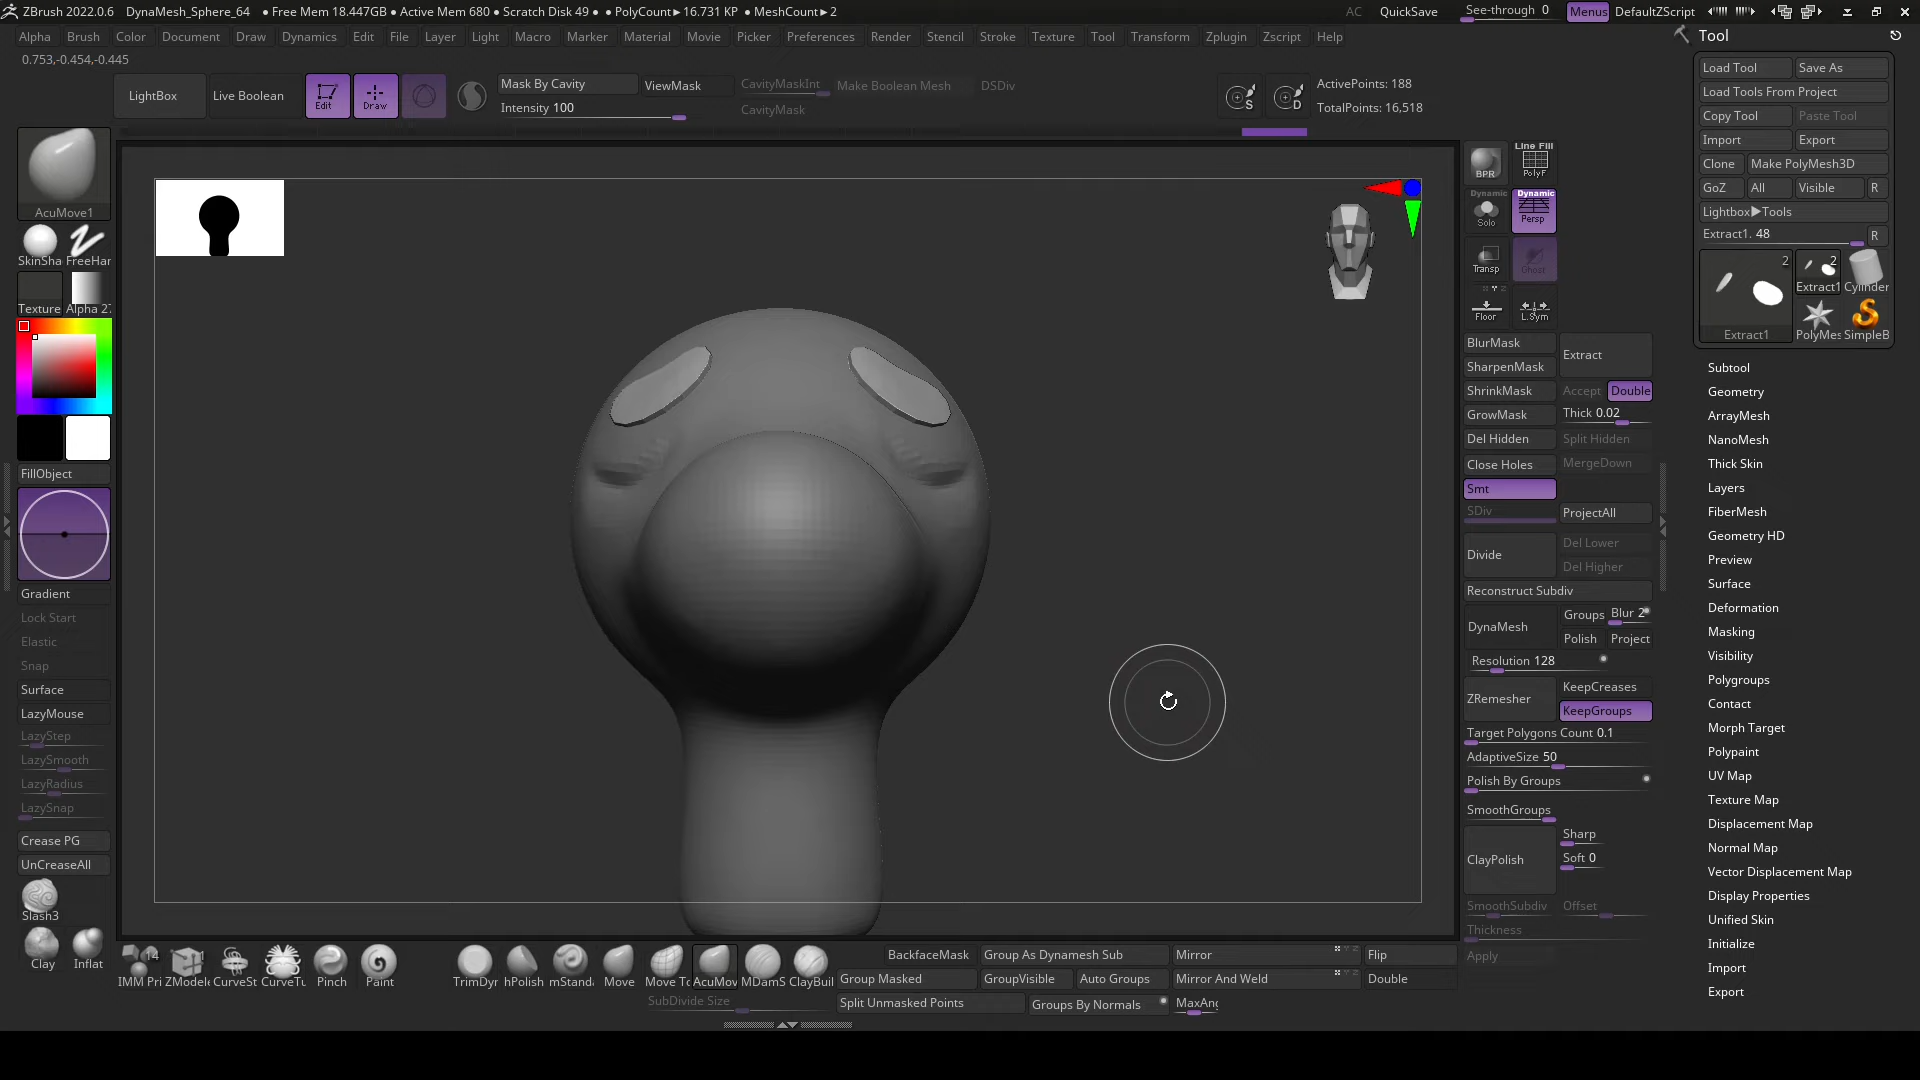 ZBrush 2022.0.6 DynaMesh_Sphere_64 ● Free Mem 18.447GB ● Active Mem 680 ● Scratch Disk 49 ● ● PolyCount► 16.731 KP ● MeshCount► 2 AC QuickSave See-through 0 Menus DefaultZScript
Alpha Brush Color Document Draw Dynamics Edit File Layer Light Macro Marker Material Movie Picker Preferences Render Stencil Stroke Texture Tool Transform Zplugin Zscript Help
Tool
0.753,-0.454,-0.445
LightBox
Live Boolean
Edit
Draw
Mask By Cavity
Intensity 100
ViewMask
CavityMaskInt
CavityMask
Make Boolean Mesh
DSDiv
S
D
ActivePoints: 188
TotalPoints: 16,518
AcuMove1
SkinSha
FreeHar
Texture
Alpha 2
FillObject
Gradient
Lock Start
Elastic
Snap
Surface
LazyMouse
LazyStep
LazySmooth
LazyRadius
LazySnap
Crease PG
UnCreaseAll
Slash3
Clay
Inflat
IMM Pri
14
ZModele
CurveSt
CurveTu
Pinch
Paint
TrimDyr
hPolish
mStand
Move
Move To
AcuMov
MDamS
ClayBuil
SubDivide Size
BackfaceMask
Group As Dynamesh Sub
Mirror
Flip
Group Masked
GroupVisible
Auto Groups
Mirror And Weld
Double
Split Unmasked Points
Groups By Normals
MaxAng
BPR
Line Fill
PolyF
Dynamic
Solo
Dynamic
Persp
Transp
Ghost
Floor
L.Sym
BlurMask
SharpenMask
Extract
ShrinkMask
Accept
Double
GrowMask
Thick 0.02
Del Hidden
Split Hidden
Close Holes
MergeDown
Smt
SDiv
ProjectAll
Divide
Del Lower
Del Higher
Reconstruct Subdiv
DynaMesh
Groups
Blur 2
Polish
Project
Resolution 128
ZRemesher
KeepCreases
KeepGroups
Target Polygons Count 0.1
AdaptiveSize 50
Polish By Groups
SmoothGroups
ClayPolish
Sharp
Soft 0
SmoothSubdiv
Offset
Thickness
Apply
Load Tool
Save As
Load Tools From Project
Copy Tool
Paste Tool
Import
Export
Clone
Make PolyMesh3D
GoZ
All
Visible
R
Lightbox►Tools
Extract1. 48
R
2
Extract1
2
Extract1
Cylinder
PolyMes
SimpleB
Subtool
Geometry
ArrayMesh
NanoMesh
Thick Skin
Layers
FiberMesh
Geometry HD
Preview
Surface
Deformation
Masking
Visibility
Polygroups
Contact
Morph Target
Polypaint
UV Map
Texture Map
Displacement Map
Normal Map
Vector Displacement Map
Display Properties
Unified Skin
Initialize
Import
Export